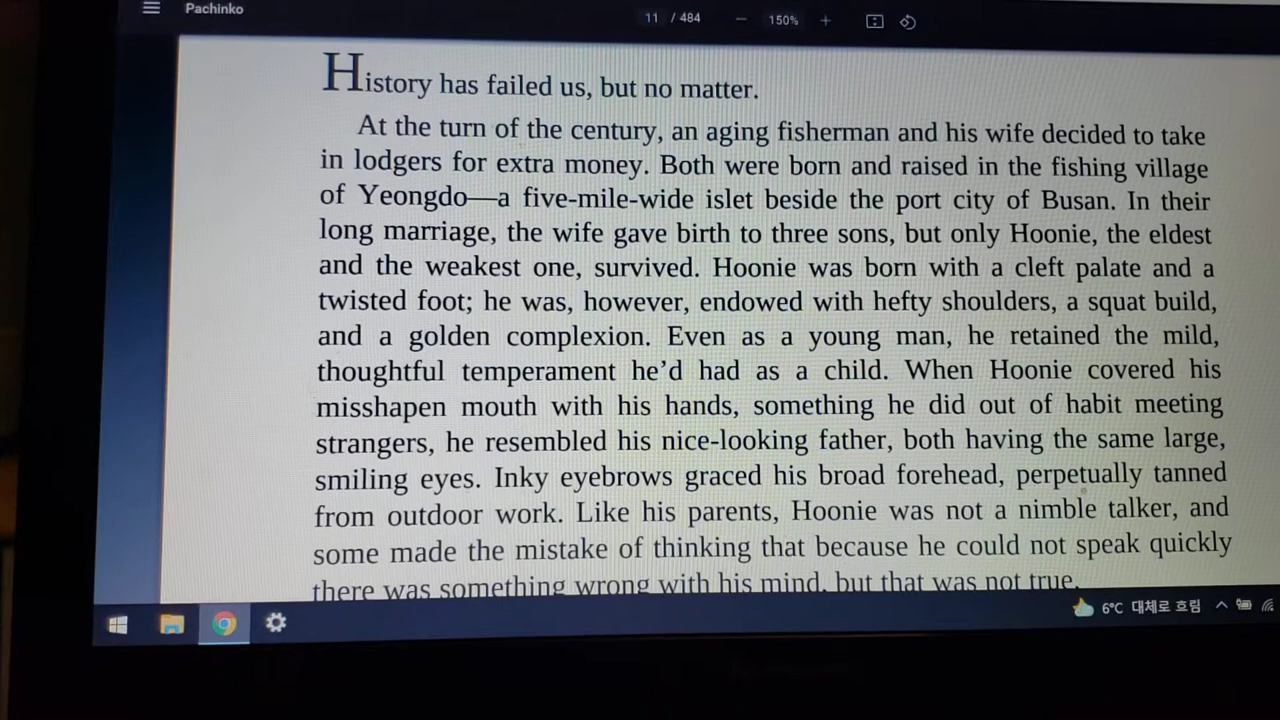 Pachinko
11 / 484
150%
History has failed us, but no matter.
At the turn of the century, an aging fisherman and his wife decided to take
in lodgers for extra money. Both were born and raised in the fishing village
of Yeongdo—a five-mile-wide islet beside the port city of Busan. In their
long marriage, the wife gave birth to three sons, but only Hoonie, the eldest
and the weakest one, survived. Hoonie was born with a cleft palate and a
twisted foot; he was, however, endowed with hefty shoulders, a squat build,
and a golden complexion. Even as a young man, he retained the mild,
thoughtful temperament he’d had as a child. When Hoonie covered his
misshapen mouth with his hands, something he did out of habit meeting
strangers, he resembled his nice-looking father, both having the same large,
smiling eyes. Inky eyebrows graced his broad forehead, perpetually tanned
from outdoor work. Like his parents, Hoonie was not a nimble talker, and
some made the mistake of thinking that because he could not speak quickly
there was something wrong with his mind, but that was not true.
6°C 대체로 흐림